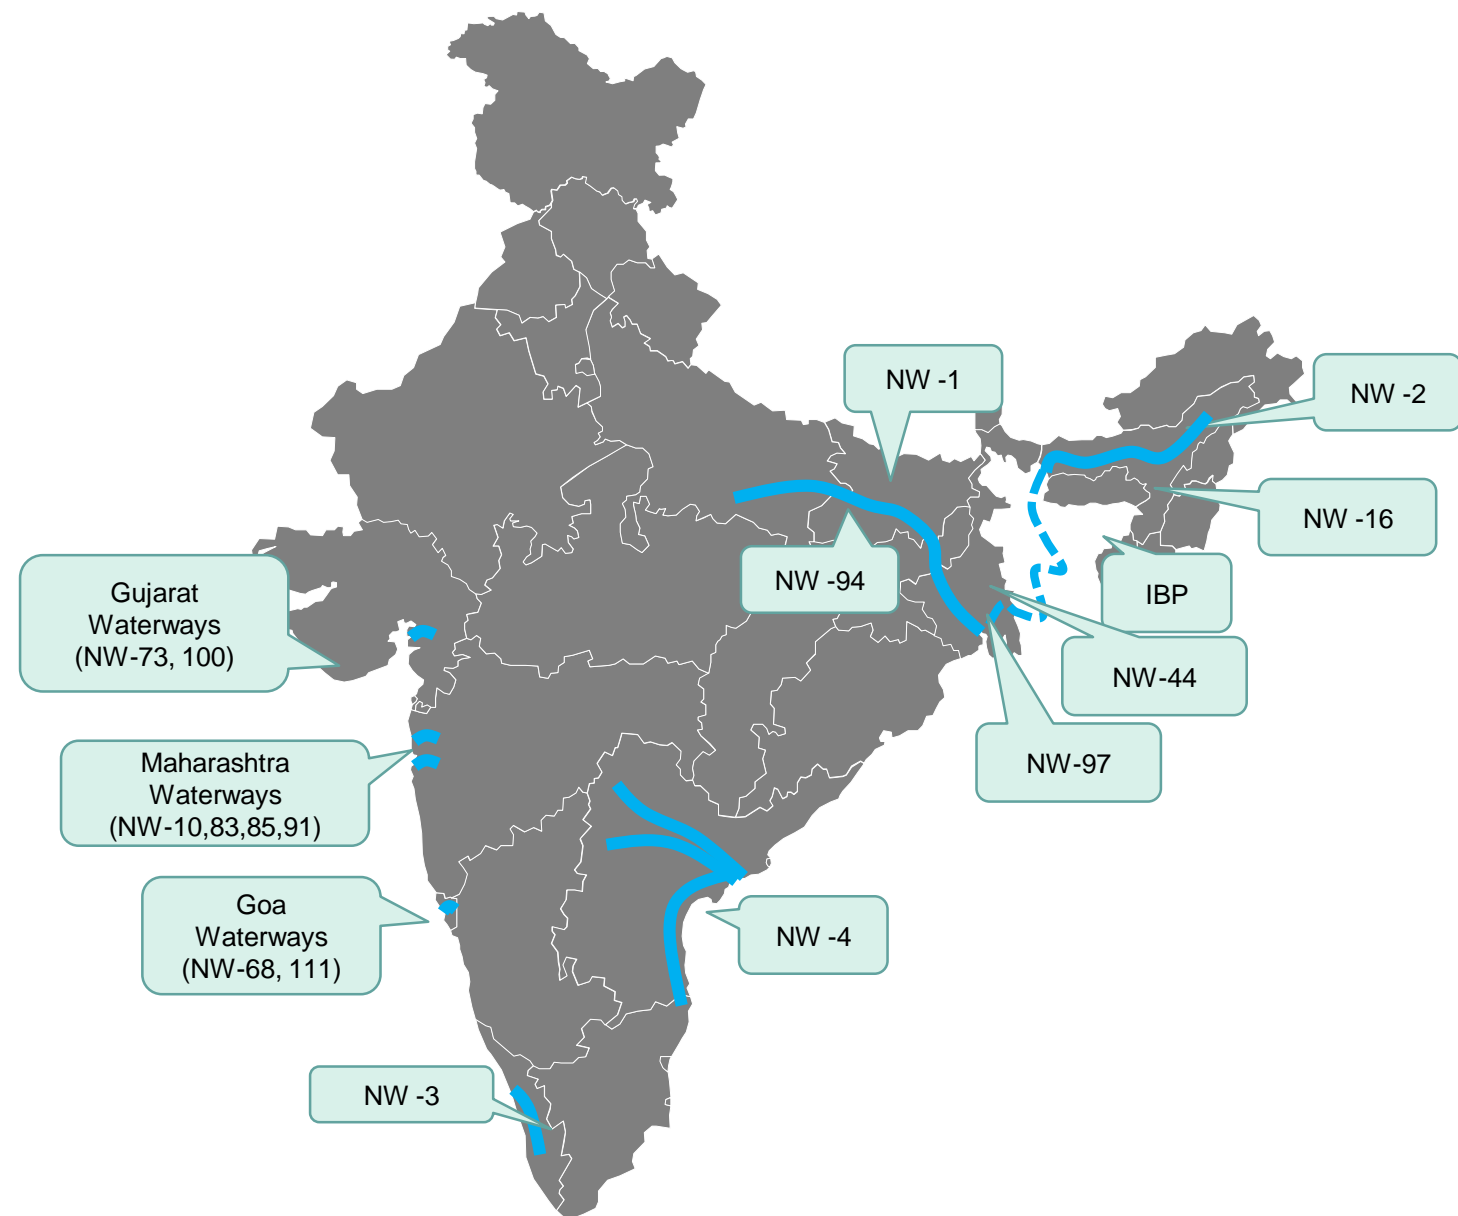 NW -1
NW -2
NW -16
NW -94
IBP
Gujarat
Waterways
(NW-73, 100)
NW-44
NW-97
Maharashtra
Waterways
(NW-10,83,85,91)
Goa
Waterways
(NW-68, 111)
NW -4
NW -3